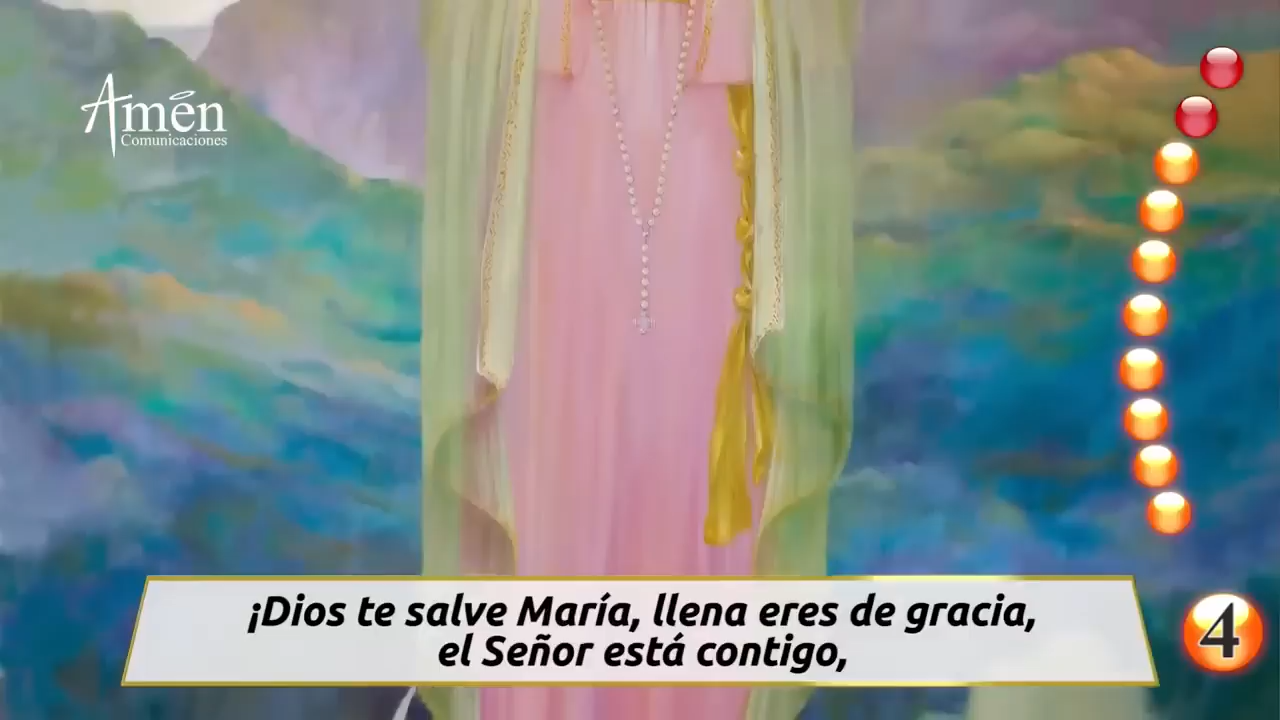 Amén
Comunicaciones
¡Dios te salve María, llena eres de gracia,
el Señor está contigo,
4